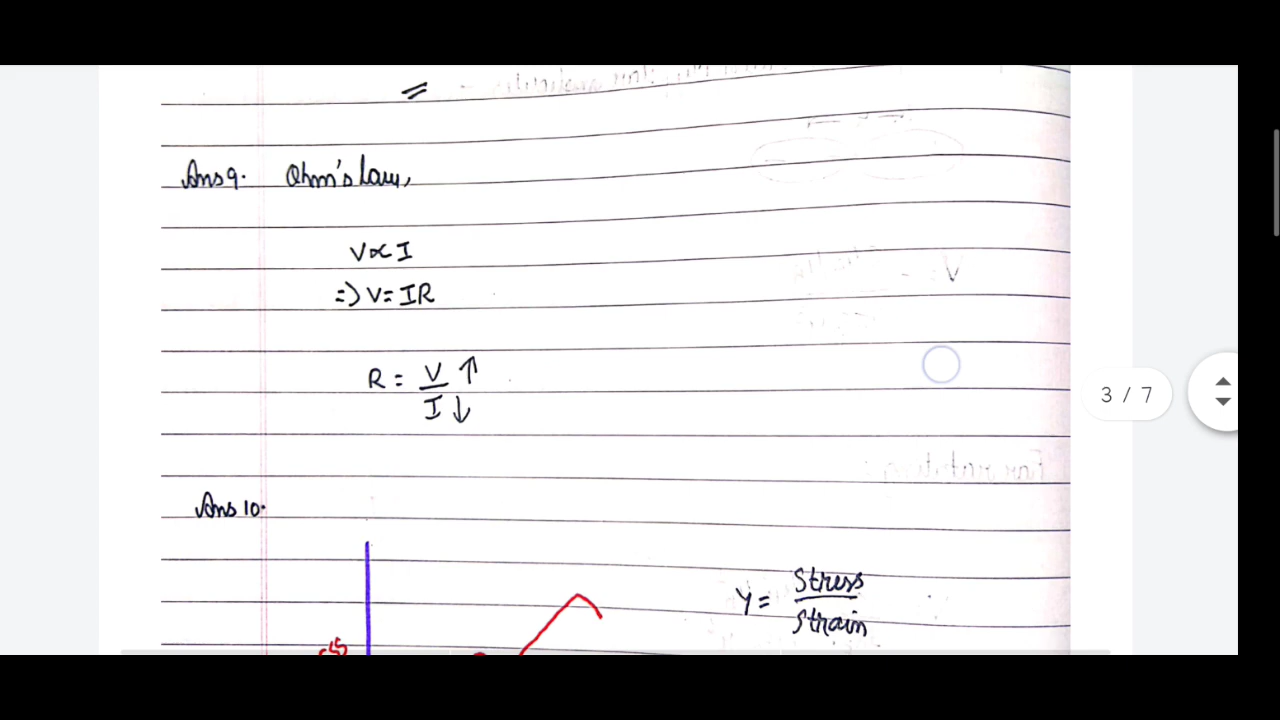 =
Ans 9. Ohm's law,
V ∝ I
=> V = IR
R = V ↑
I ↓
3 / 7
Ans 10.
Y = Stress
Strain